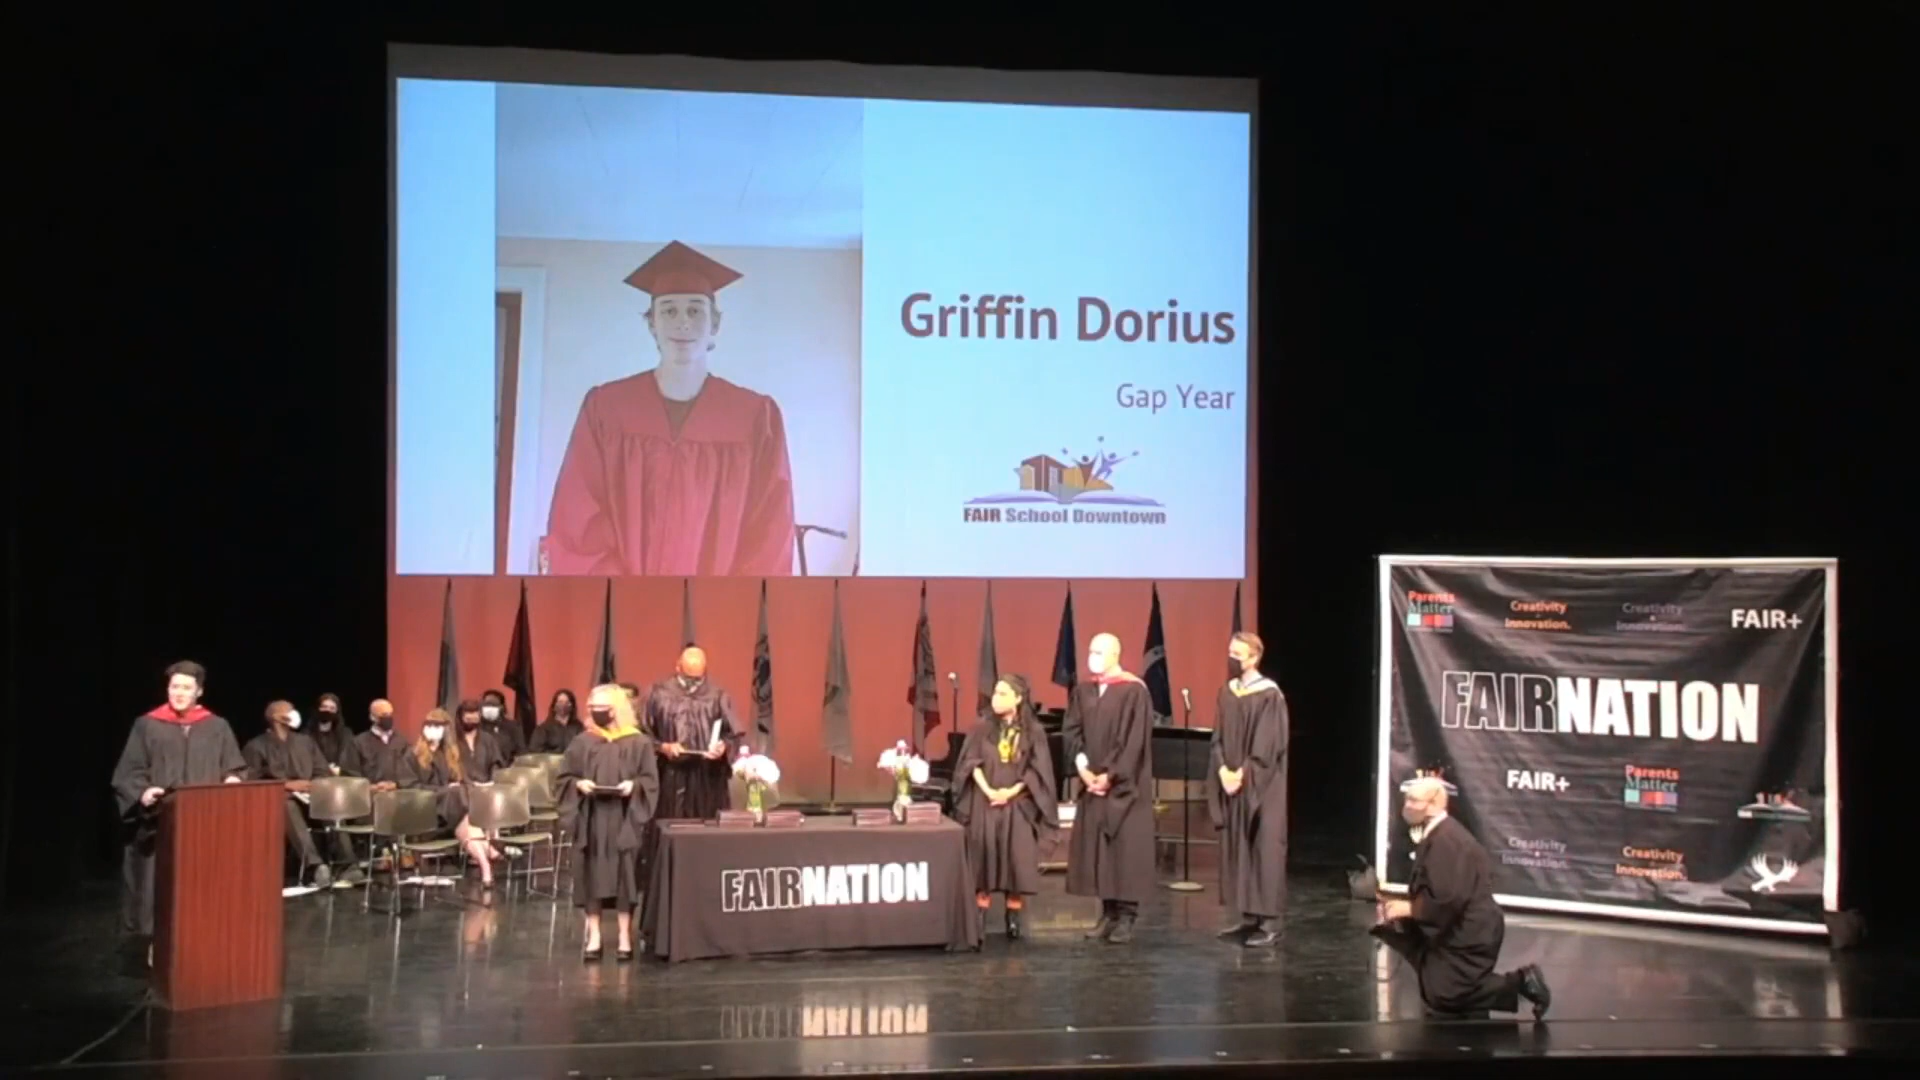 Griffin Dorius
Gap Year
FAIR School Downtown
Parents
Matter
Creativity
+
Innovation.
Creativity
+
Innovation.
FAIR+
FAIRNATION
FAIR+
Parents
Matter
Creativity
+
Innovation.
Creativity
+
Innovation.
FAIRNATION